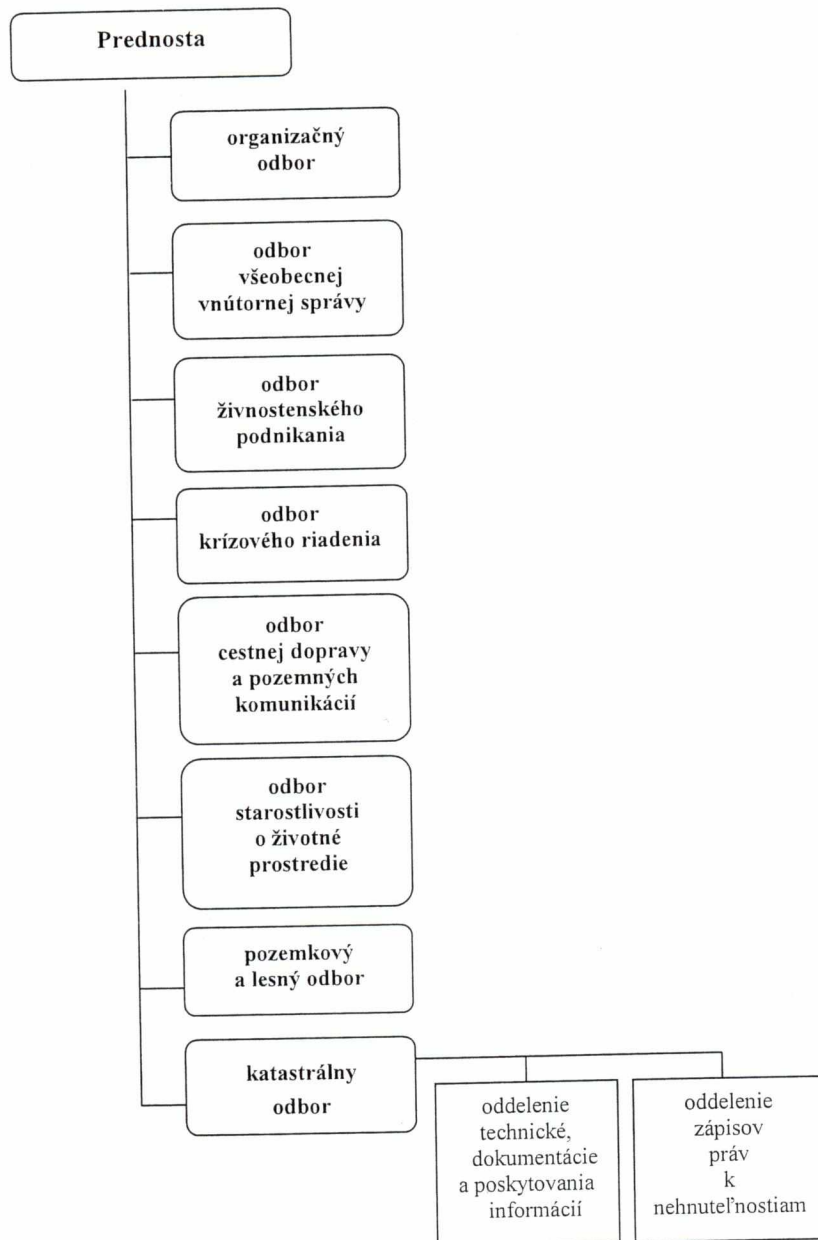 Prednosta
organizačný
odbor
odbor
všeobecnej
vnútornej správy
odbor
živnostenského
podnikania
odbor
krízového riadenia
odbor
cestnej dopravy
a pozemných
komunikácií
odbor
starostlivosti
o životné
prostredie
pozemkový
a lesný odbor
katastrálny
odbor
oddelenie
technické,
dokumentácie
a poskytovania
informácií
oddelenie
zápisov
práv
k
nehnuteľnostiam